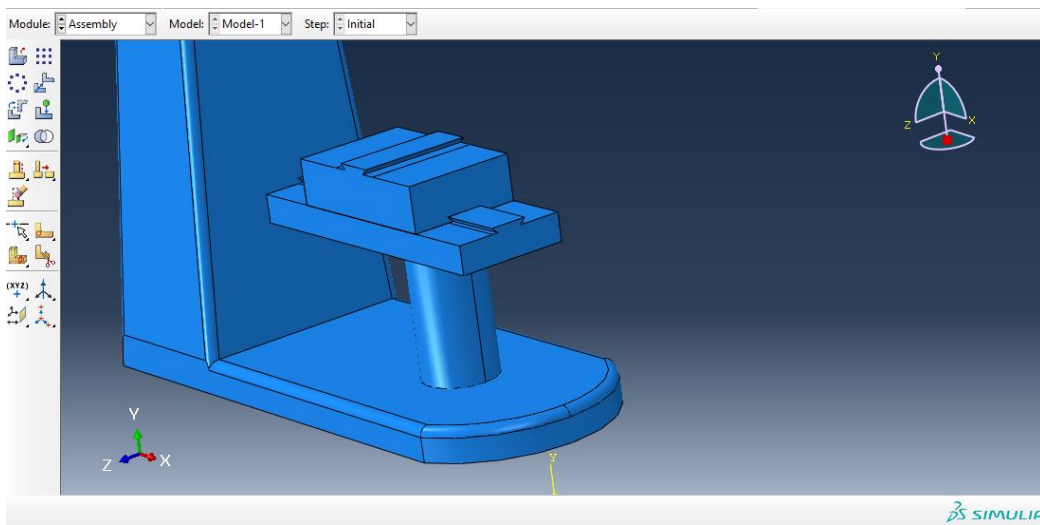 Module: Assembly Model: Model-1 Step: Initial
(XYZ)
Y
Z X
Y
Z X
Y
SIMULIA